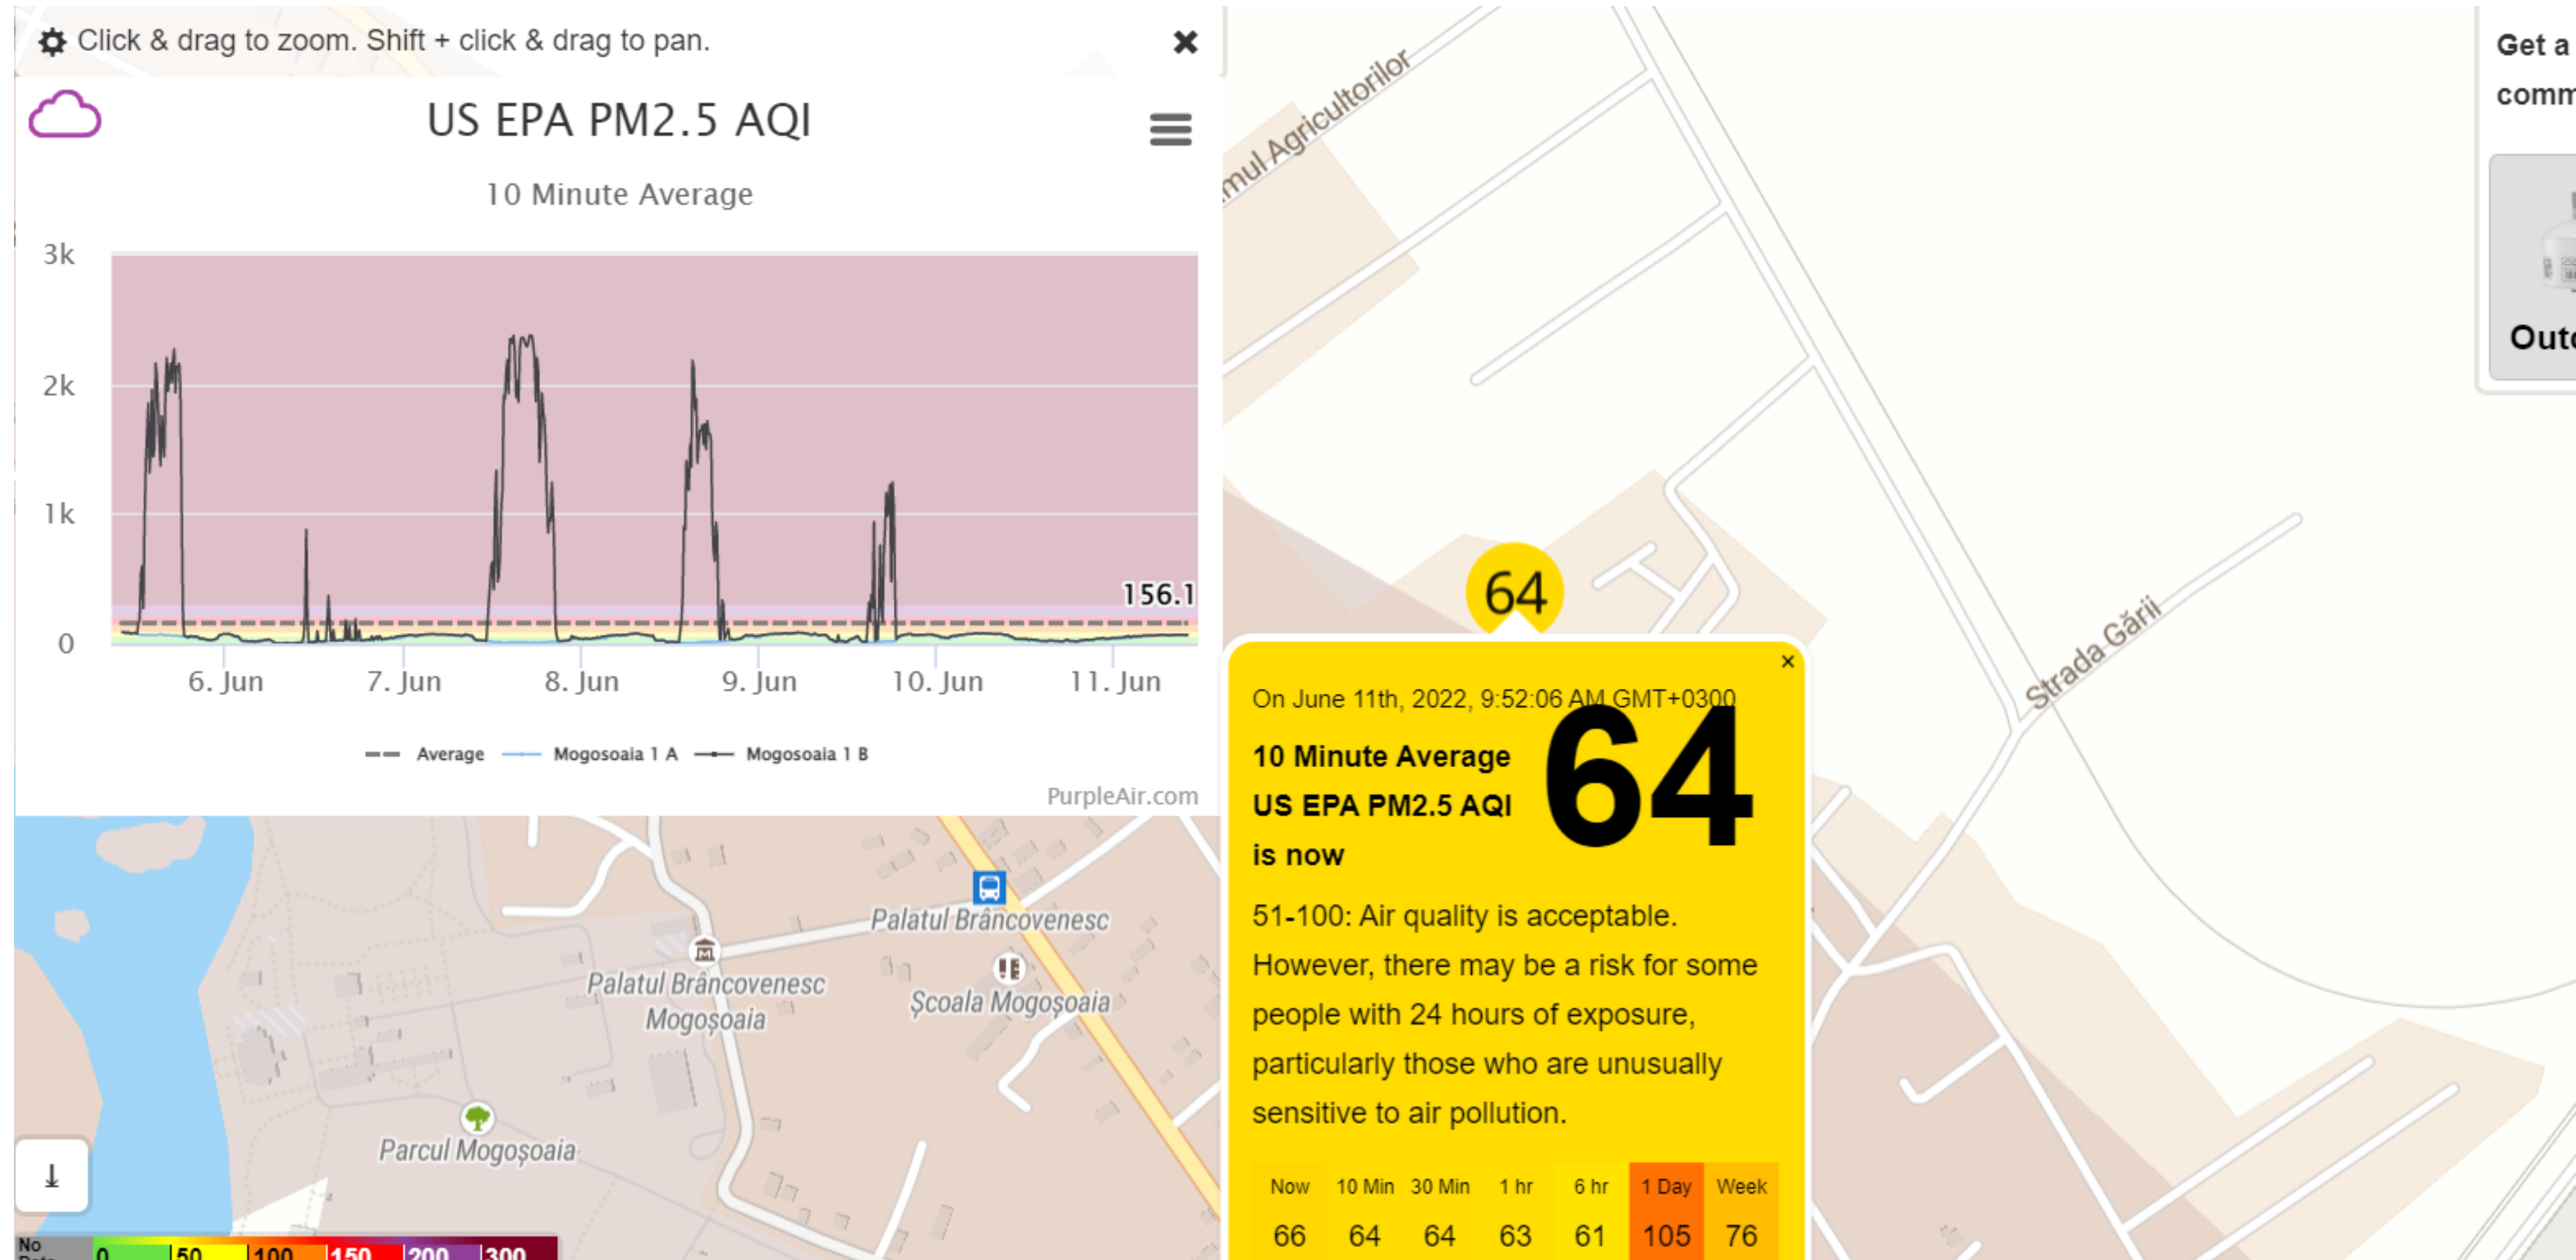 Click & drag to zoom. Shift + click & drag to pan.
US EPA PM2.5 AQI
10 Minute Average
3k
2k
1k
0
156.1
6. Jun 7. Jun 8. Jun 9. Jun 10. Jun 11. Jun
Average Mogosoaia 1 A Mogosoaia 1 B
PurpleAir.com
mul Agricultorilor
Strada Gării
64
On June 11th, 2022, 9:52:06 AM GMT+0300
10 Minute Average
US EPA PM2.5 AQI
is now
64
51-100: Air quality is acceptable.
However, there may be a risk for some
people with 24 hours of exposure,
particularly those who are unusually
sensitive to air pollution.
Now 10 Min 30 Min 1 hr 6 hr 1 Day Week
66 64 64 63 61 105 76
Palatul Brâncovenesc
Palatul Brâncovenesc
Mogoșoaia
Școala Mogoșoaia
Parcul Mogoșoaia
No
0 50 100 150 200 300
Get a
comm
Outd